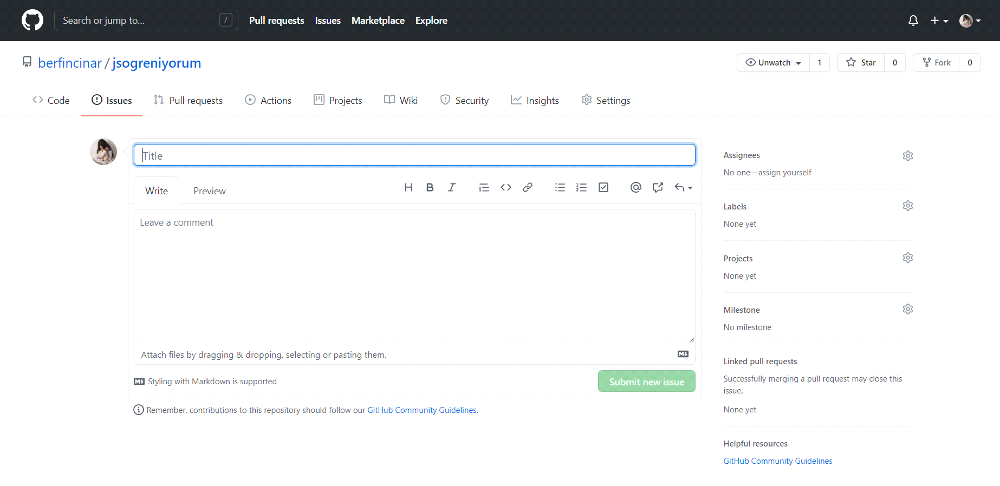 Search or jump to... /
Pull requests Issues Marketplace Explore
berfincinar / jsogreniyorum
Unwatch 1 Star 0 Fork 0
Code Issues Pull requests Actions Projects Wiki Security Insights Settings
Title
Write Preview
H B I
Leave a comment
Attach files by dragging & dropping, selecting or pasting them.
Styling with Markdown is supported
Submit new issue
Remember, contributions to this repository should follow our GitHub Community Guidelines.
Assignees
No one—assign yourself
Labels
None yet
Projects
None yet
Milestone
No milestone
Linked pull requests
Successfully merging a pull request may close this
issue.
None yet
Helpful resources
GitHub Community Guidelines